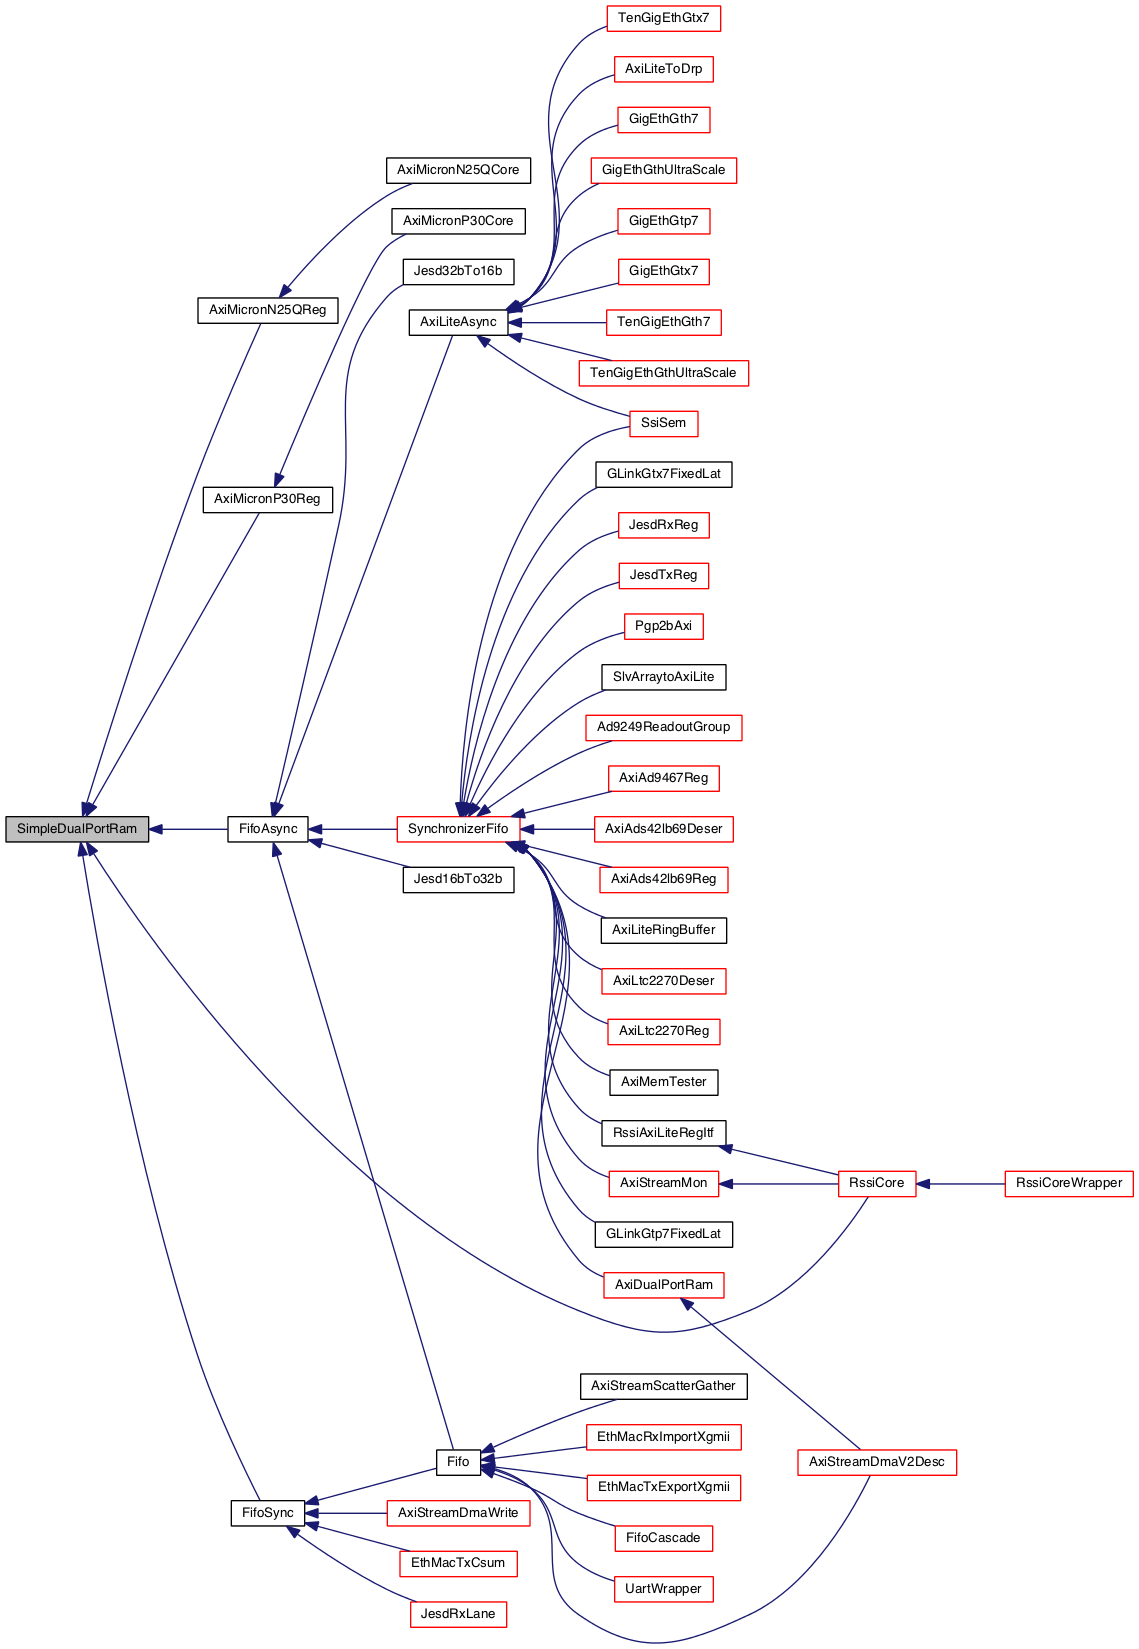 TenGigEthGtx7
AxiLiteToDrp
GigEthGth7
AxiMicronN25QCore
GigEthGthUltraScale
AxiMicronP30Core
GigEthGtp7
Jesd32bTo16b
GigEthGtx7
AxiMicronN25QReg
AxiLiteAsync
TenGigEthGth7
TenGigEthGthUltraScale
SsiSem
GLinkGtx7FixedLat
AxiMicronP30Reg
JesdRxReg
JesdTxReg
Pgp2bAxi
SlvArraytoAxiLite
Ad9249ReadoutGroup
AxiAd9467Reg
SimpleDualPortRam
FifoAsync
SynchronizerFifo
AxiAds42lb69Deser
Jesd16bTo32b
AxiAds42lb69Reg
AxiLiteRingBuffer
AxiLtc2270Deser
AxiLtc2270Reg
AxiMemTester
RssiAxiLiteRegItf
AxiStreamMon
RssiCore
RssiCoreWrapper
GLinkGtp7FixedLat
AxiDualPortRam
AxiStreamScatterGather
EthMacRxImportXgmii
Fifo
AxiStreamDmaV2Desc
EthMacTxExportXgmii
FifoSync
AxiStreamDmaWrite
FifoCascade
EthMacTxCsum
UartWrapper
JesdRxLane